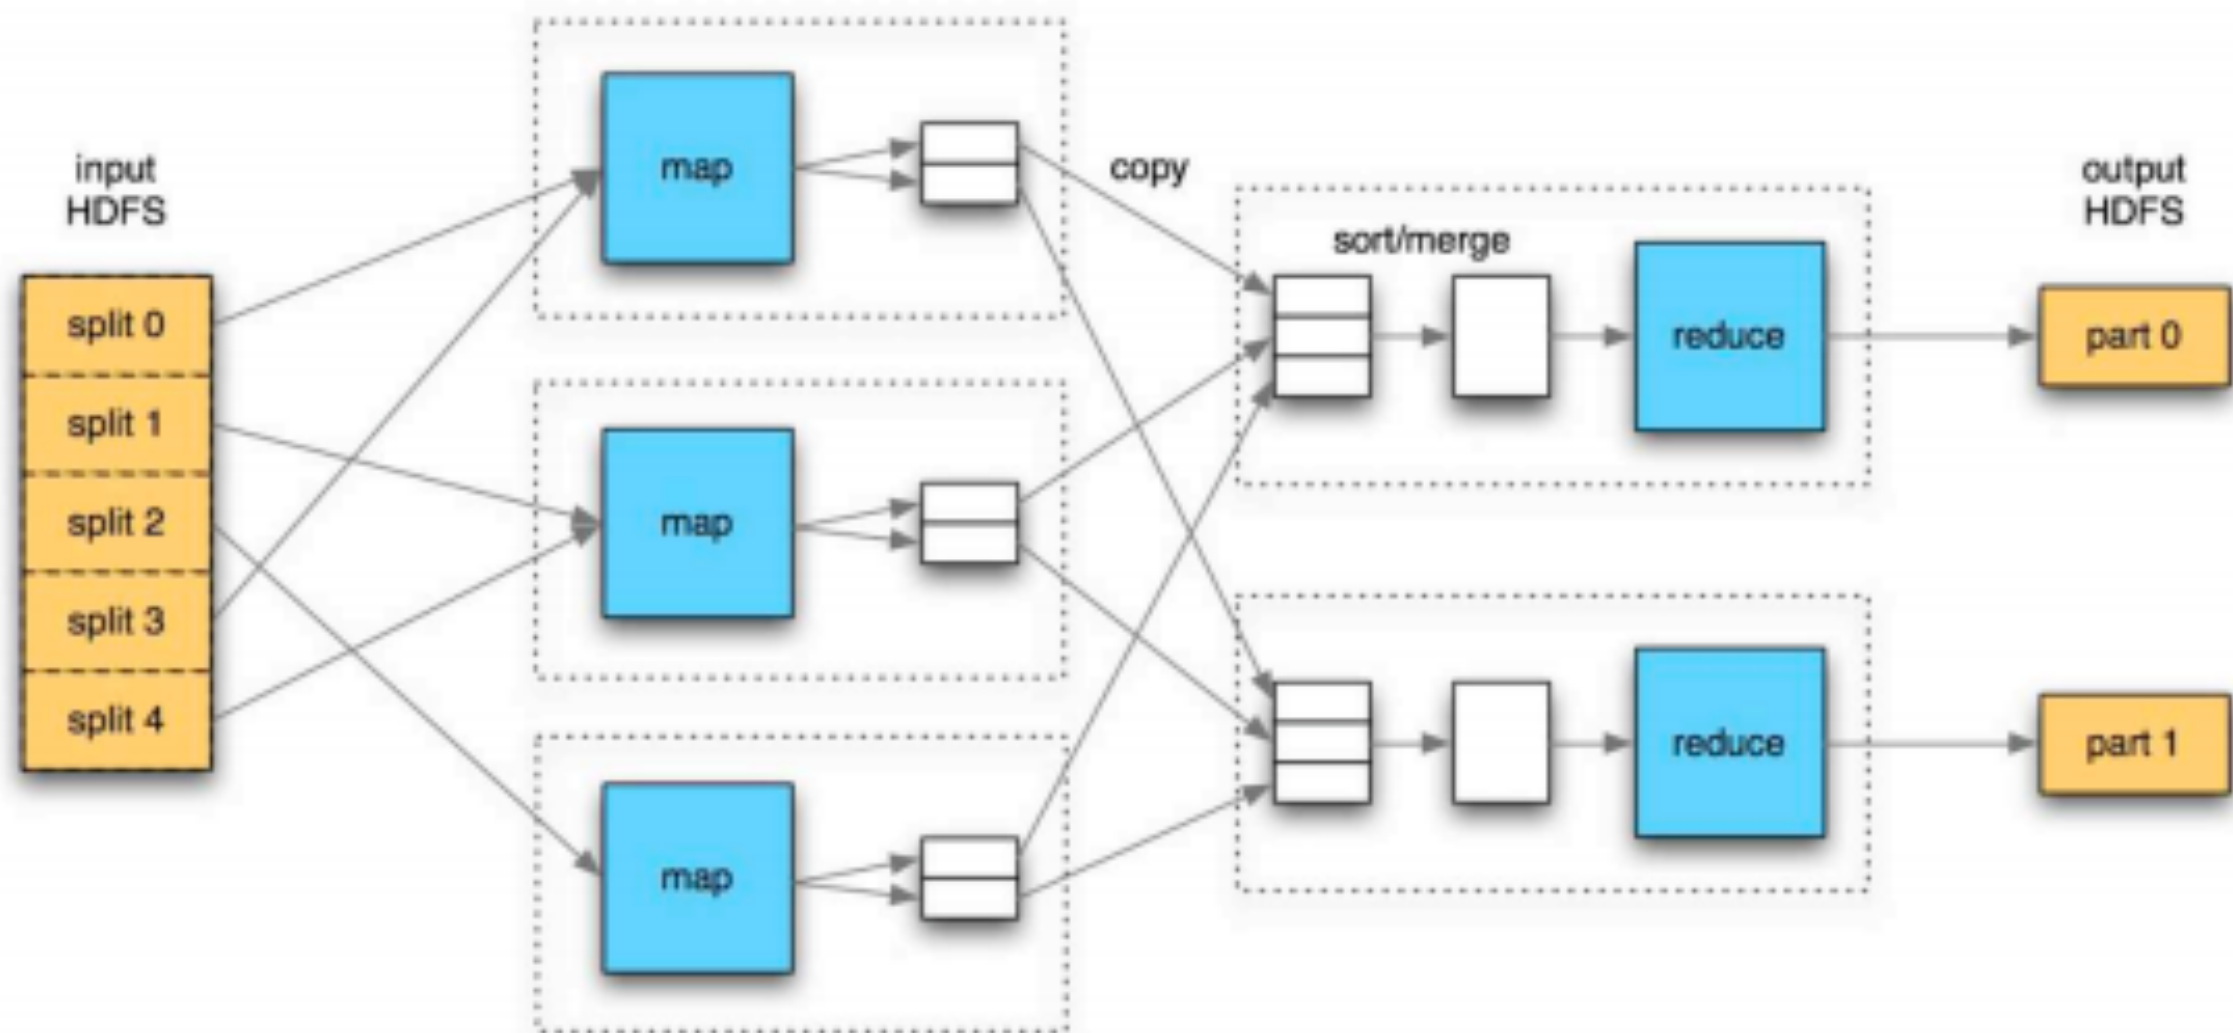 input
HDFS
split 0
split 1
split 2
split 3
split 4
map
map
map
copy
sort/merge
reduce
reduce
output
HDFS
part 0
part 1